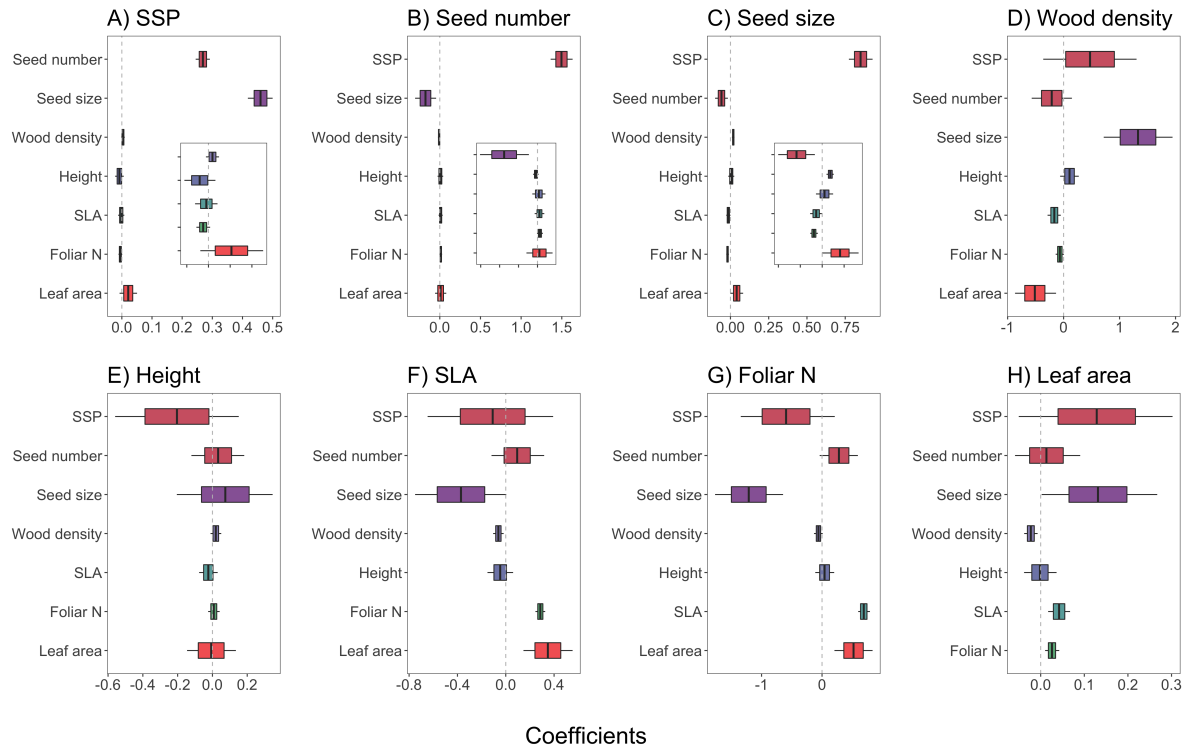 A) SSP
Seed number
Seed size
Wood density
Height
SLA
Foliar N
Leaf area
0.0 0.1 0.2 0.3 0.4 0.5
B) Seed number
SSP
Seed size
Wood density
Height
SLA
Foliar N
Leaf area
0.0 0.5 1.0 1.5
C) Seed size
SSP
Seed number
Wood density
Height
SLA
Foliar N
Leaf area
0.00 0.25 0.50 0.75
D) Wood density
SSP
Seed number
Seed size
Height
SLA
Foliar N
Leaf area
-1 0 1 2
E) Height
SSP
Seed number
Seed size
Wood density
SLA
Foliar N
Leaf area
-0.6 -0.4 -0.2 0.0 0.2
F) SLA
SSP
Seed number
Seed size
Wood density
Height
Foliar N
Leaf area
-0.8 -0.4 0.0 0.4
G) Foliar N
SSP
Seed number
Seed size
Wood density
Height
SLA
Leaf area
-1 0
H) Leaf area
SSP
Seed number
Seed size
Wood density
Height
SLA
Foliar N
0.0 0.1 0.2 0.3
Coefficients